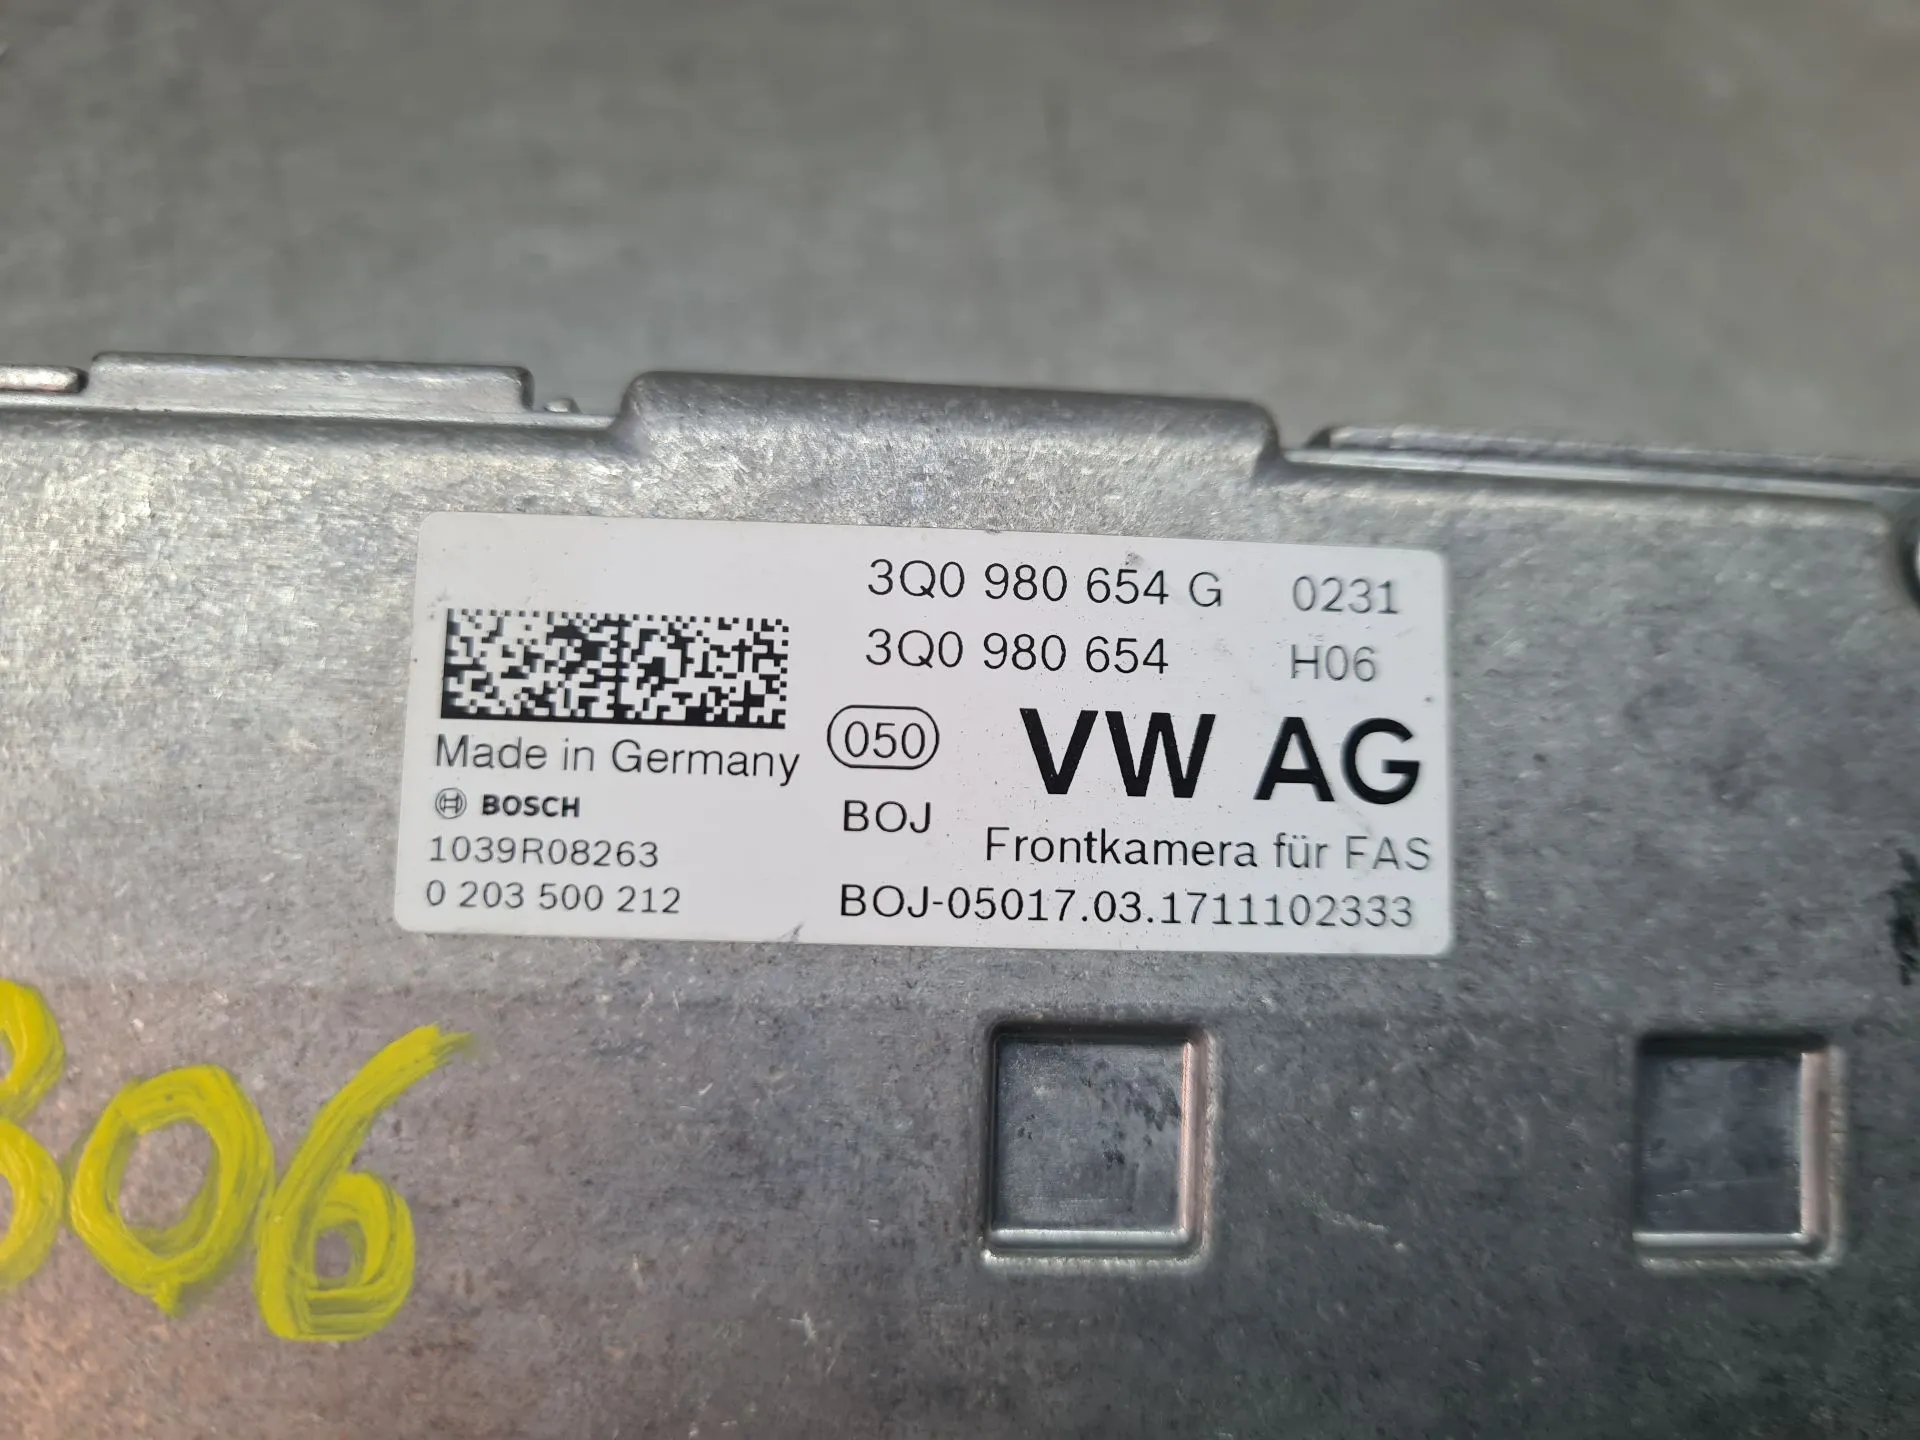 3Q0 980 654 G 0231
3Q0 980 654 H06
050 VW AG
Made in Germany
BOSCH
BOJ
1039R08263
Frontkamera für FAS
0 203 500 212
BOJ-05017.03.1711102333
306